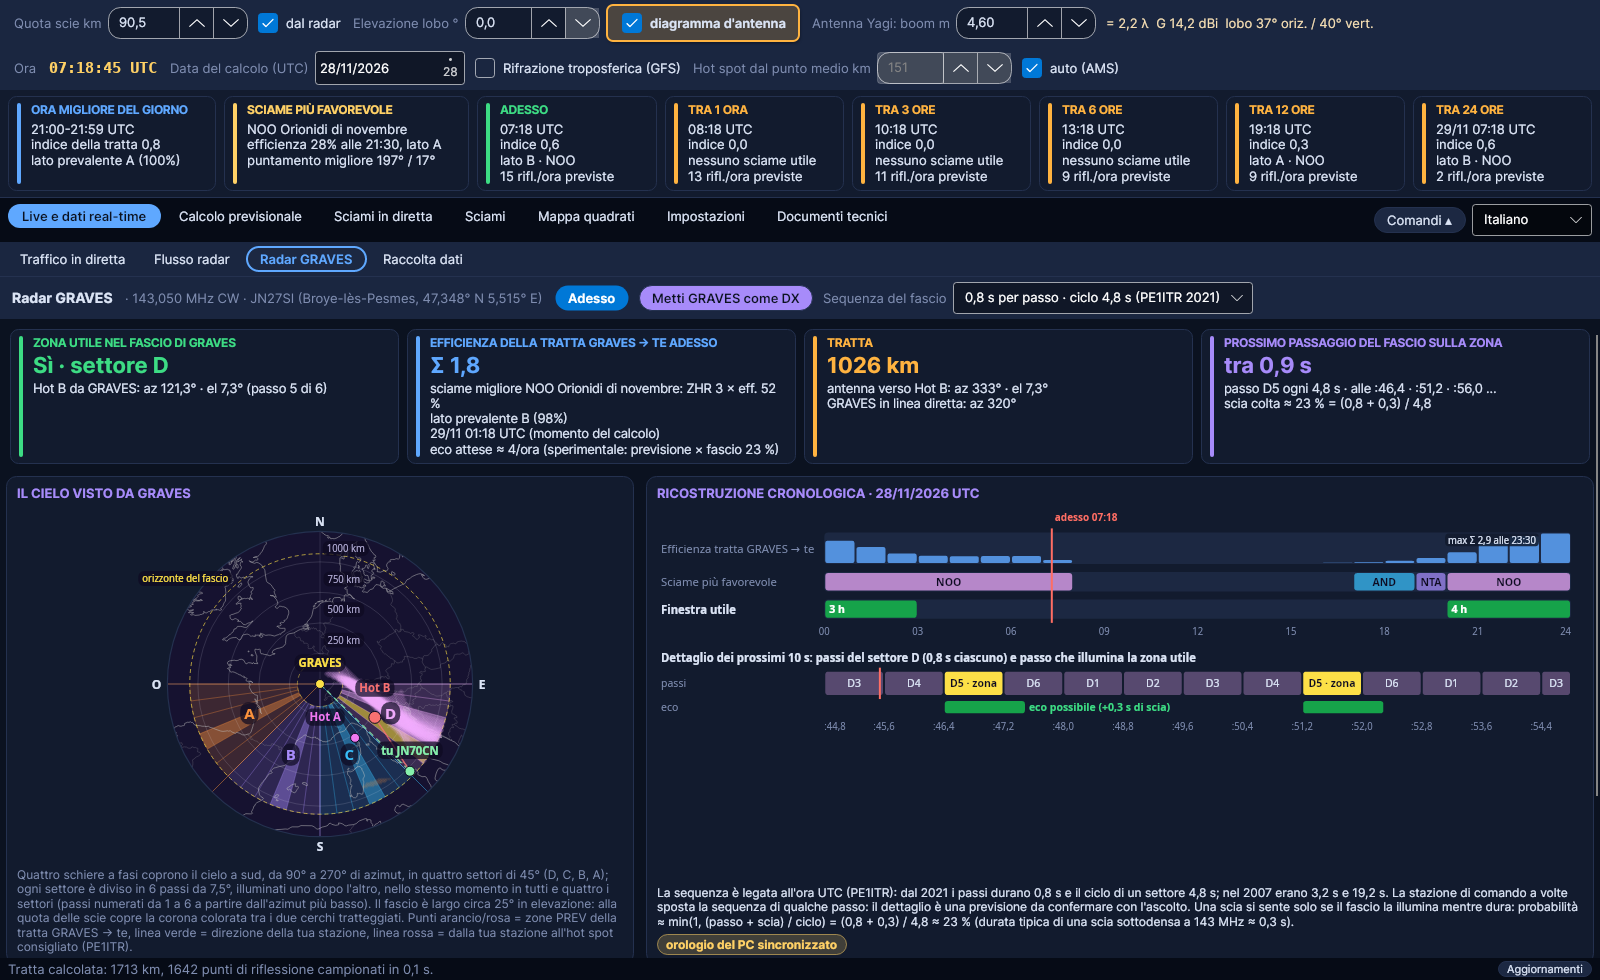 Quota scie km 90,5 dal radar Elevazione lobo ° 0,0 diagramma d'antenna Antenna Yagi: boom m 4,60 = 2,2 λ G 14,2 dBi lobo 37° oriz. / 40° vert.
Ora 07:18:45 UTC Data del calcolo (UTC) 28/11/2026 28 Rifrazione troposferica (GFS) Hot spot dal punto medio km 151 auto (AMS)
ORA MIGLIORE DEL GIORNO
21:00-21:59 UTC
indice della tratta 0,8
lato prevalente A (100%)
SCIAME PIÙ FAVOREVOLE
NOO Orionidi di novembre
efficienza 28% alle 21:30, lato A
puntamento migliore 197° / 17°
ADESSO
07:18 UTC
indice 0,6
lato B · NOO
15 rifl./ora previste
TRA 1 ORA
08:18 UTC
indice 0,0
nessuno sciame utile
13 rifl./ora previste
TRA 3 ORE
10:18 UTC
indice 0,0
nessuno sciame utile
11 rifl./ora previste
TRA 6 ORE
13:18 UTC
indice 0,0
nessuno sciame utile
9 rifl./ora previste
TRA 12 ORE
19:18 UTC
indice 0,3
lato A · NOO
9 rifl./ora previste
TRA 24 ORE
29/11 07:18 UTC
indice 0,6
lato B · NOO
2 rifl./ora previste
Live e dati real-time Calcolo previsionale Sciami in diretta Sciami Mappa quadrati Impostazioni Documenti tecnici Comandi ▴ Italiano
Traffico in diretta Flusso radar Radar GRAVES Raccolta dati
Radar GRAVES · 143,050 MHz CW · JN27SI (Broye-lès-Pesmes, 47,348° N 5,515° E) Adesso Metti GRAVES come DX Sequenza del fascio 0,8 s per passo · ciclo 4,8 s (PE1ITR 2021)
ZONA UTILE NEL FASCIO DI GRAVES
Sì · settore D
Hot B da GRAVES: az 121,3° · el 7,3° (passo 5 di 6)
EFFICIENZA DELLA TRATTA GRAVES → TE ADESSO
Σ 1,8
sciame migliore NOO Orionidi di novembre: ZHR 3 × eff. 52
%
lato prevalente B (98%)
29/11 01:18 UTC (momento del calcolo)
eco attese ≈ 4/ora (sperimentale: previsione × fascio 23 %)
TRATTA
1026 km
antenna verso Hot B: az 333° · el 7,3°
GRAVES in linea diretta: az 320°
PROSSIMO PASSAGGIO DEL FASCIO SULLA ZONA
tra 0,9 s
passo D5 ogni 4,8 s · alle :46,4 · :51,2 · :56,0 ...
scia colta ≈ 23 % = (0,8 + 0,3) / 4,8
IL CIELO VISTO DA GRAVES
N
1000 km
orizzonte del fascio
750 km
500 km
250 km
GRAVES
O
E
Hot B
A
Hot A
D
B
C
tu JN70CN
S
Quattro schiere a fasi coprono il cielo a sud, da 90° a 270° di azimut, in quattro settori di 45° (D, C, B, A);
ogni settore è diviso in 6 passi da 7,5°, illuminati uno dopo l'altro, nello stesso momento in tutti e quattro i
settori (passi numerati da 1 a 6 a partire dall'azimut più basso). Il fascio è largo circa 25° in elevazione: alla
quota delle scie copre la corona colorata tra i due cerchi tratteggiati. Punti arancio/rosa = zone PREV della
tratta GRAVES → te, linea verde = direzione della tua stazione, linea rossa = dalla tua stazione all'hot spot
consigliato (PE1ITR).
RICOSTRUZIONE CRONOLOGICA · 28/11/2026 UTC
adesso 07:18
Efficienza tratta GRAVES → te
max Σ 2,9 alle 23:30
Sciame più favorevole NOO AND NTA NOO
Finestra utile 3 h 4 h
00 03 06 09 12 15 18 21 24
Dettaglio dei prossimi 10 s: passi del settore D (0,8 s ciascuno) e passo che illumina la zona utile
passi D3 D4 D5 · zona D6 D1 D2 D3 D4 D5 · zona D6 D1 D2 D3
eco eco possibile (+0,3 s di scia)
:44,8 :45,6 :46,4 :47,2 :48,0 :48,8 :49,6 :50,4 :51,2 :52,0 :52,8 :53,6 :54,4
La sequenza è legata all'ora UTC (PE1ITR): dal 2021 i passi durano 0,8 s e il ciclo di un settore 4,8 s; nel 2007 erano 3,2 s e 19,2 s. La stazione di comando a volte
sposta la sequenza di qualche passo: il dettaglio è una previsione da confermare con l'ascolto. Una scia si sente solo se il fascio la illumina mentre dura: probabilità
≈ min(1, (passo + scia) / ciclo) = (0,8 + 0,3) / 4,8 ≈ 23 % (durata tipica di una scia sottodensa a 143 MHz ≈ 0,3 s).
orologio del PC sincronizzato
Tratta calcolata: 1713 km, 1642 punti di riflessione campionati in 0,1 s.
Aggiornamenti